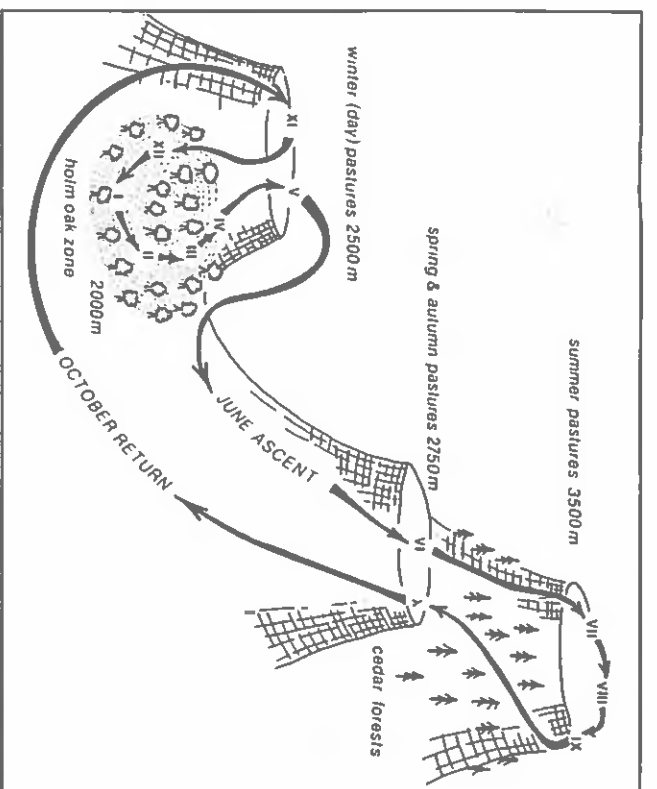 summer pastures 3500m
spring & autumn pastures 2750m
winter (day) pastures 2500m
VII
VIII
IX
VI
cedar forests
V
XI
XII
I
II
III
IV
JUNE ASCENT
2000m
holm oak zone
OCTOBER RETURN